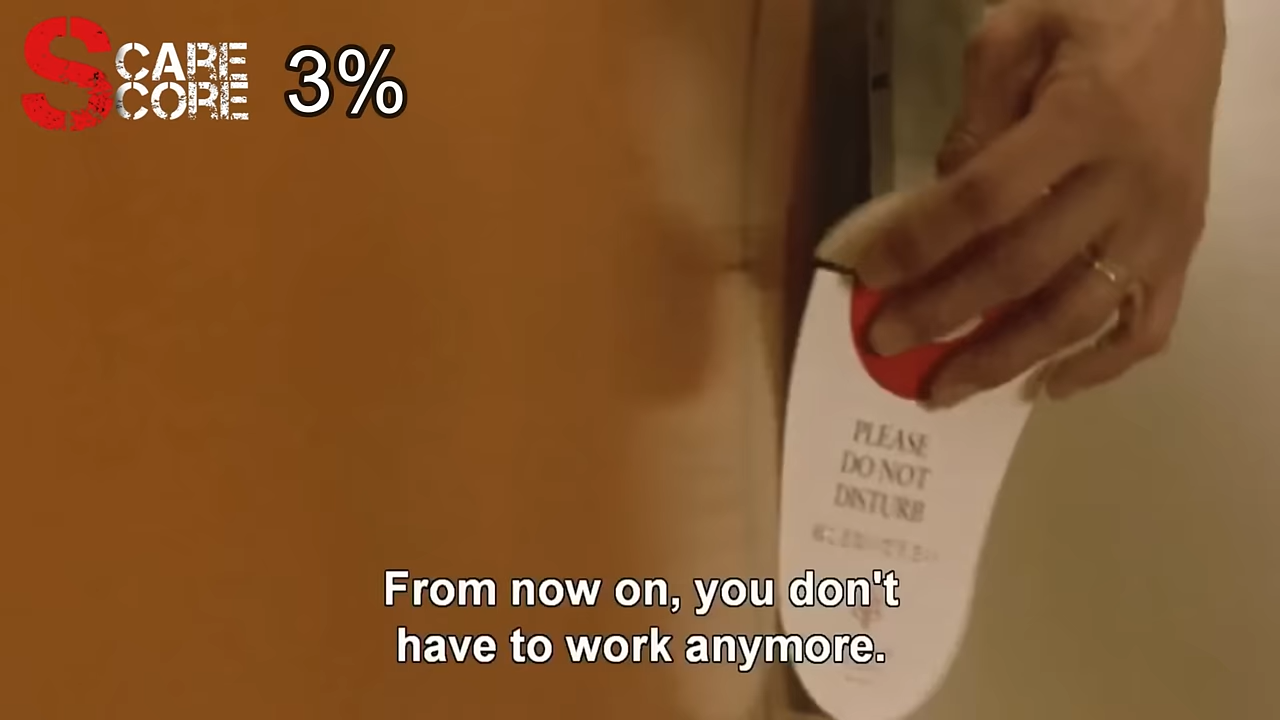 SCARE
SCORE
3%
PLEASE
DO NOT
DISTURB
From now on, you don't
have to work anymore.